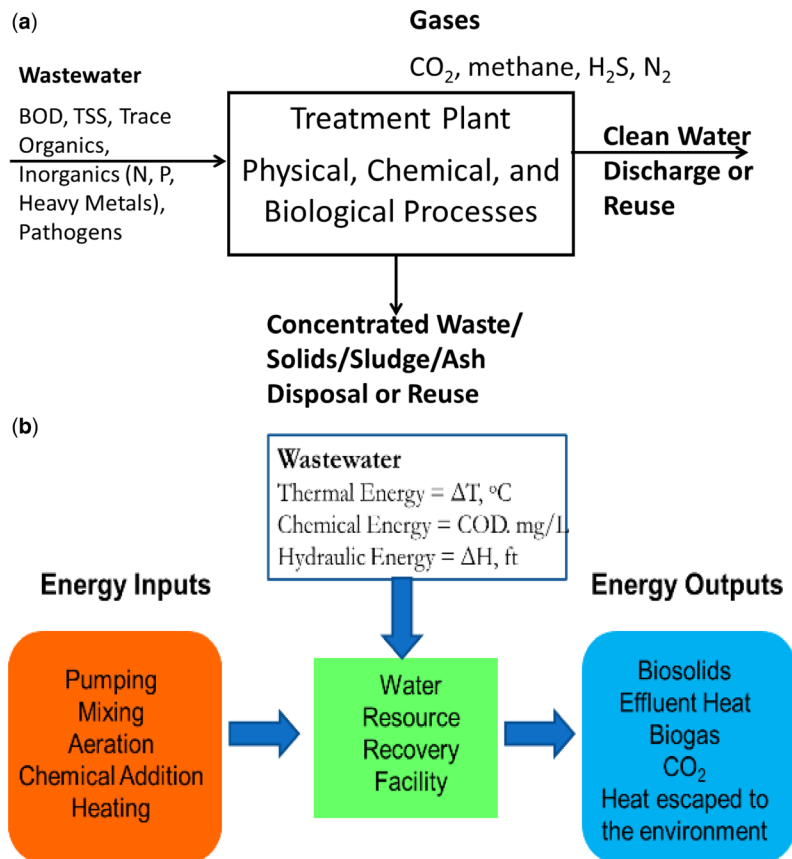 (a)
Gases
CO₂, methane, H₂S, N₂
Wastewater
BOD, TSS, Trace
Organics,
Inorganics (N, P,
Heavy Metals),
Pathogens
Treatment Plant
Physical, Chemical, and
Biological Processes
Clean Water
Discharge or
Reuse
Concentrated Waste/
Solids/Sludge/Ash
Disposal or Reuse
(b)
Wastewater
Thermal Energy = ΔT, °C
Chemical Energy = COD. mg/L
Hydraulic Energy = ΔH, ft
Energy Inputs
Pumping
Mixing
Aeration
Chemical Addition
Heating
Water
Resource
Recovery
Facility
Energy Outputs
Biosolids
Effluent Heat
Biogas
CO₂
Heat escaped to
the environment